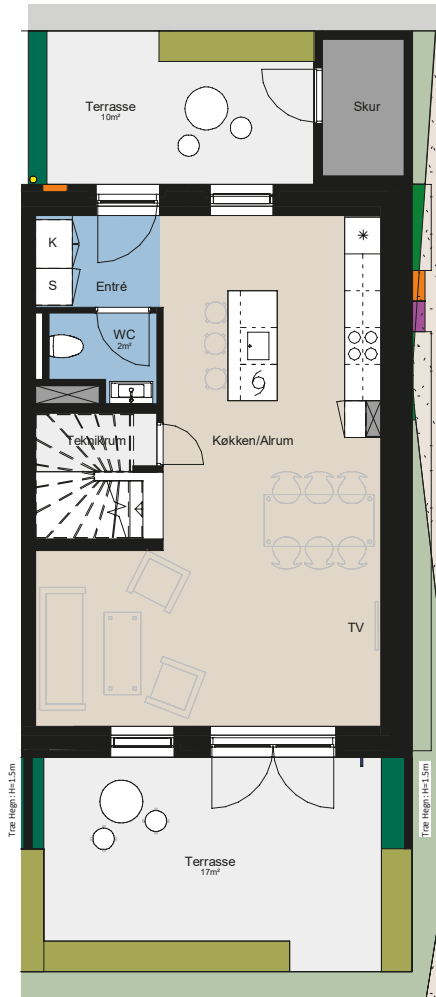 Terrasse
10m²
Skur
K
S
Entré
WC
2m²
Teknikrum
Køkken/Alrum
TV
Træ Hegn: H=1.5m
Træ Hegn: H=1.5m
Terrasse
17m²